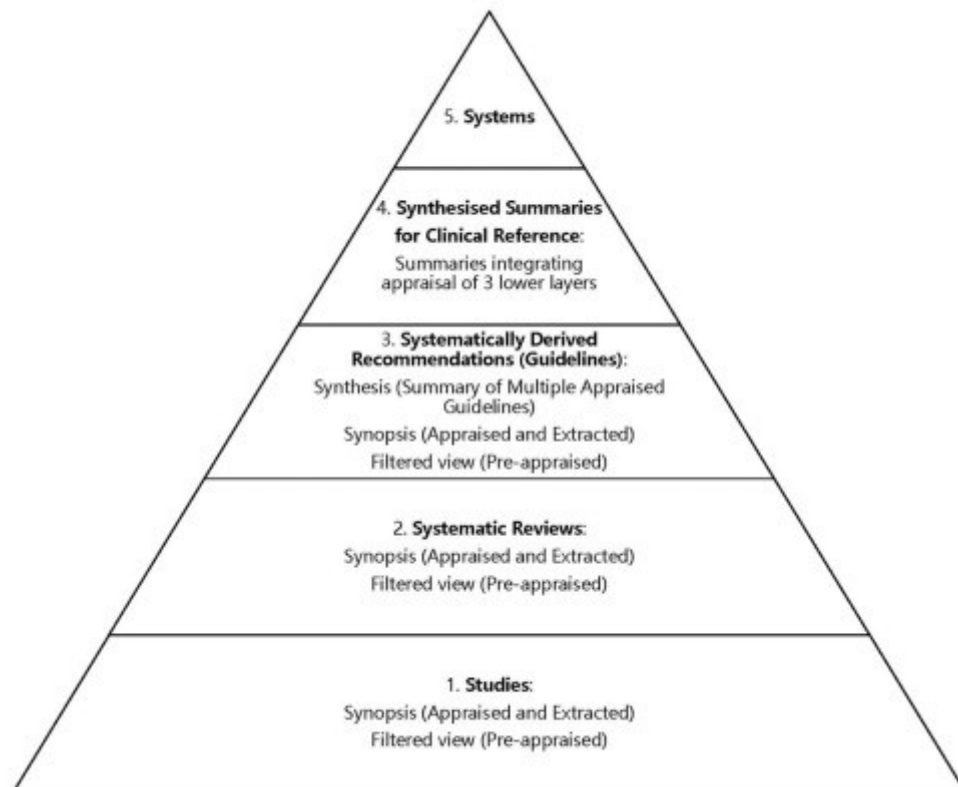 5. Systems
4. Synthesised Summaries
for Clinical Reference:
Summaries integrating
appraisal of 3 lower layers
3. Systematically Derived
Recommendations (Guidelines):
Synthesis (Summary of Multiple Appraised
Guidelines)
Synopsis (Appraised and Extracted)
Filtered view (Pre-appraised)
2. Systematic Reviews:
Synopsis (Appraised and Extracted)
Filtered view (Pre-appraised)
1. Studies:
Synopsis (Appraised and Extracted)
Filtered view (Pre-appraised)